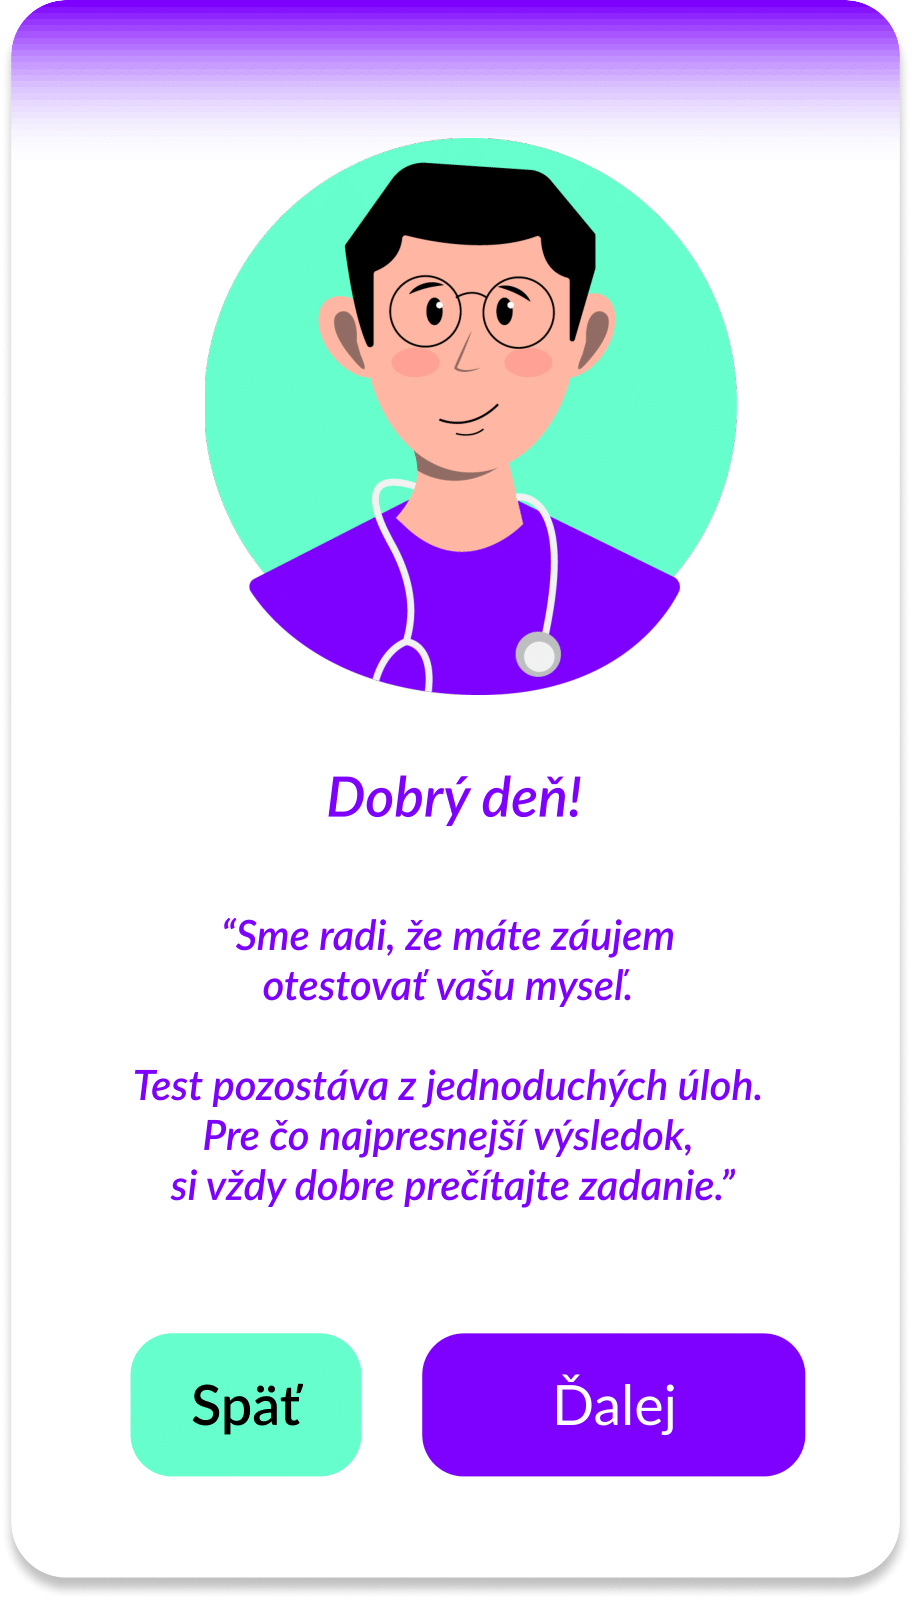 Dobrý deň!
“Sme radi, že máte záujem
otestovať vašu myseľ.
Test pozostáva z jednoduchých úloh.
Pre čo najpresnejší výsledok,
si vždy dobre prečítajte zadanie.”
Späť
Ďalej